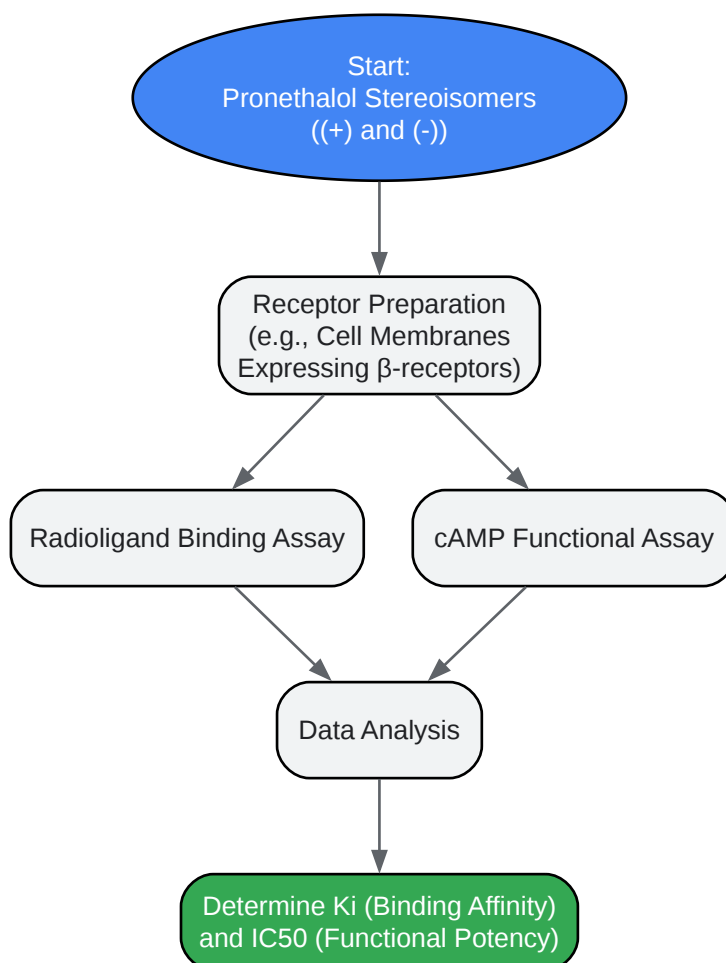 Start:
Pronethalol Stereoisomers
((+) and (-))
Receptor Preparation
(e.g., Cell Membranes
Expressing β-receptors)
Radioligand Binding Assay
cAMP Functional Assay
Data Analysis
Determine Ki (Binding Affinity)
and IC50 (Functional Potency)